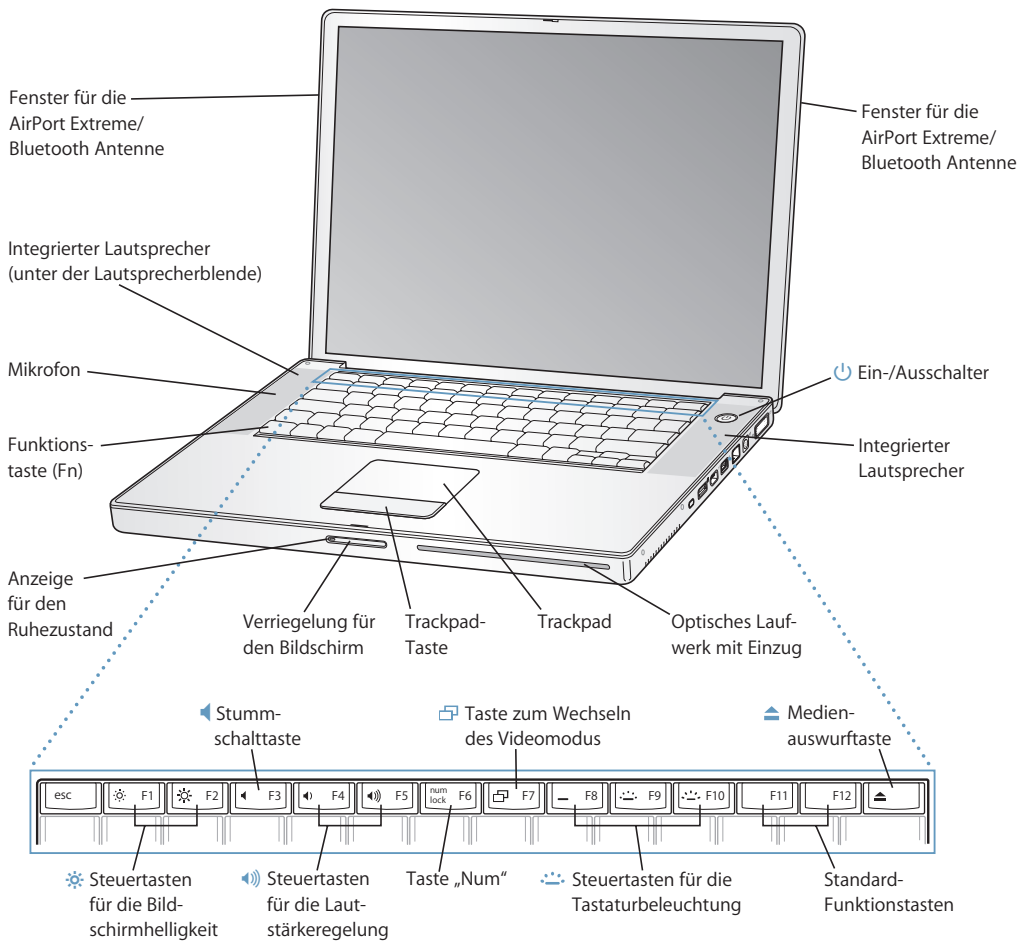 Fenster für die
AirPort Extreme/
Bluetooth Antenne
Fenster für die
AirPort Extreme/
Bluetooth Antenne
Integrierter Lautsprecher
(unter der Lautsprecherblende)
Mikrofon
Ein-/Ausschalter
Funktions-
taste (Fn)
Integrierter
Lautsprecher
Anzeige
für den
Ruhezustand
Verriegelung für
den Bildschirm
Trackpad-
Taste
Trackpad
Optisches Lauf-
werk mit Einzug
Stumm-
schalttaste
Taste zum Wechseln
des Videomodus
Medien-
auswurftaste
esc F1 F2 F3 F4 F5 num lock F6 F7 F8 F9 F10 F11 F12
Steuertasten
für die Bild-
schirmhelligkeit
Steuertasten
für die Laut-
stärkeregelung
Taste „Num“
Steuertasten für die
Tastaturbeleuchtung
Standard-
Funktionstasten